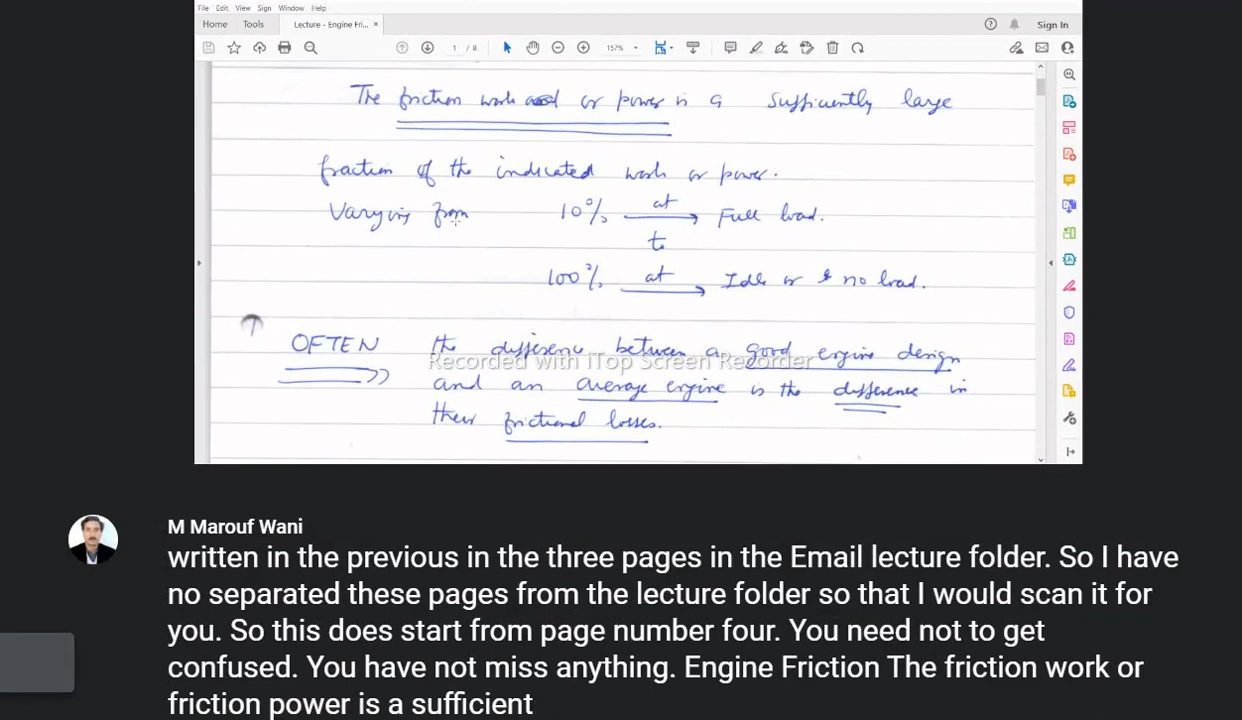 File Edit View Sign Window Help
Home Tools Lecture - Engine Fri... × Sign In
1 / 8 157%
The friction work or power is a sufficiently large
fraction of the indicated work or power.
Varying from 10% at Full load.
to
100% at Idle or no load.
OFTEN the difference between a good engine design
Recorded with iTop Screen Recorder
and an average engine is the difference in
their frictional losses.
M Marouf Wani
written in the previous in the three pages in the Email lecture folder. So I have
no separated these pages from the lecture folder so that I would scan it for
you. So this does start from page number four. You need not to get
confused. You have not miss anything. Engine Friction The friction work or
friction power is a sufficient